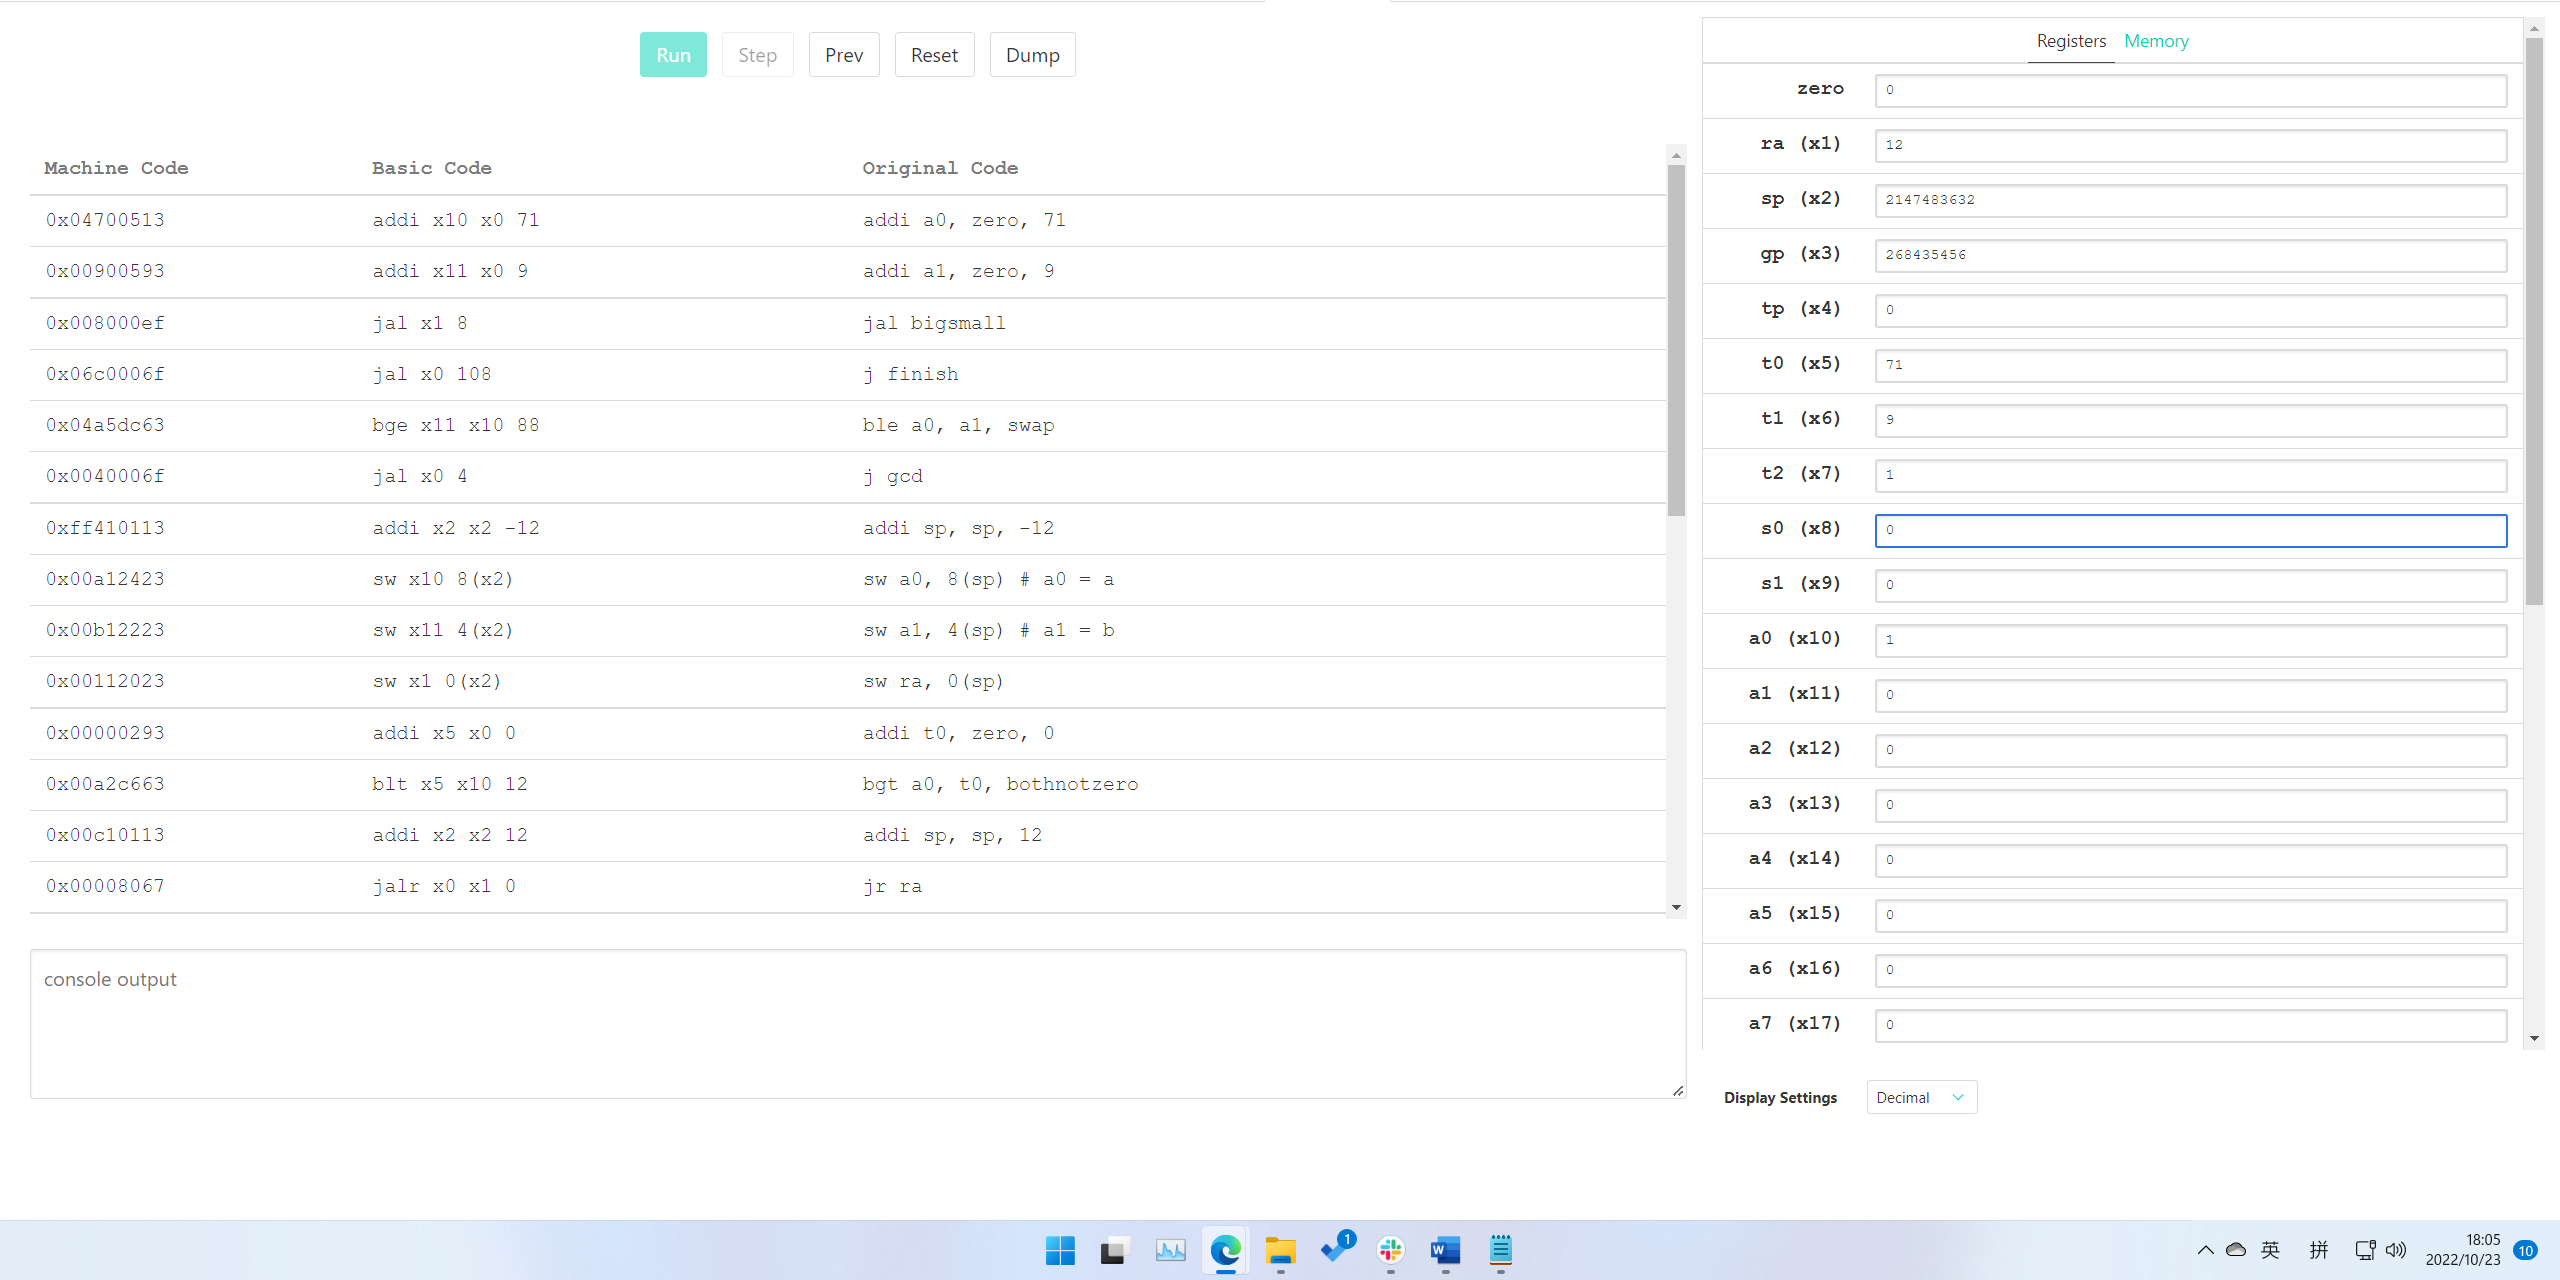 Run Step Prev Reset Dump
Machine Code Basic Code Original Code
0x04700513 addi x10 x0 71 addi a0, zero, 71
0x00900593 addi x11 x0 9 addi a1, zero, 9
0x008000ef jal x1 8 jal bigsmall
0x06c0006f jal x0 108 j finish
0x04a5dc63 bge x11 x10 88 ble a0, a1, swap
0x0040006f jal x0 4 j gcd
0xff410113 addi x2 x2 -12 addi sp, sp, -12
0x00a12423 sw x10 8(x2) sw a0, 8(sp) # a0 = a
0x00b12223 sw x11 4(x2) sw a1, 4(sp) # a1 = b
0x00112023 sw x1 0(x2) sw ra, 0(sp)
0x00000293 addi x5 x0 0 addi t0, zero, 0
0x00a2c663 blt x5 x10 12 bgt a0, t0, bothnotzero
0x00c10113 addi x2 x2 12 addi sp, sp, 12
0x00008067 jalr x0 x1 0 jr ra
console output
Registers Memory
zero 0
ra (x1) 12
sp (x2) 2147483632
gp (x3) 268435456
tp (x4) 0
t0 (x5) 71
t1 (x6) 9
t2 (x7) 1
s0 (x8) 0
s1 (x9) 0
a0 (x10) 1
a1 (x11) 0
a2 (x12) 0
a3 (x13) 0
a4 (x14) 0
a5 (x15) 0
a6 (x16) 0
a7 (x17) 0
Display Settings Decimal
1
W
英 拼
18:05
2022/10/23
10